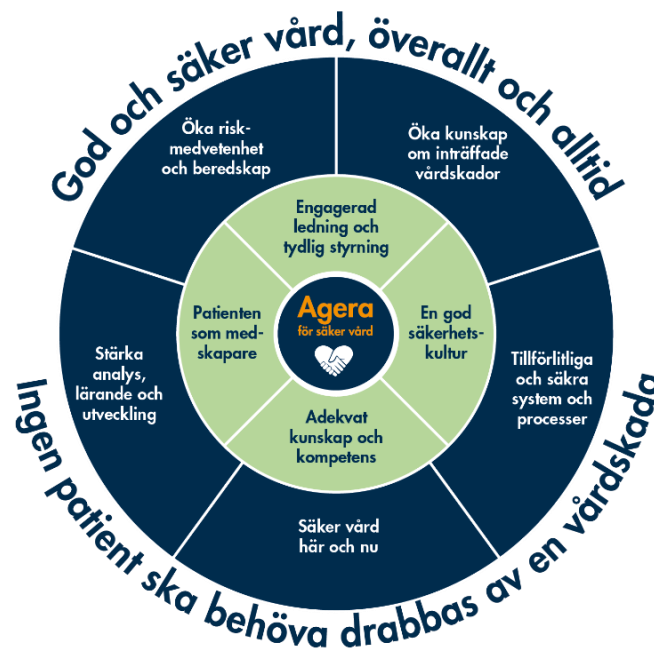 God och säker vård, överallt och alltid
Öka risk-
medvetenhet
och beredskap
Öka kunskap
om inträffade
vårdskador
Engagerad
ledning och
tydlig styrning
Patienten
som med-
skapare
Agera
för säker vård
En god
säkerhets-
kultur
Stärka
analys,
lärande och
utveckling
Tillförlitliga
och säkra
system och
processer
Adekvat
kunskap och
kompetens
Säker vård
här och nu
Ingen patient ska behöva drabbas av en vårdskada